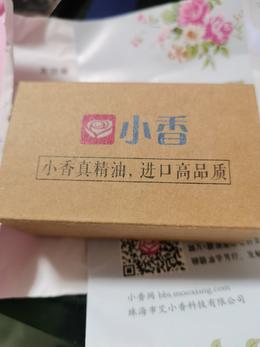 小香
小香真精油，进口高品质
小香网 bbs.mooxiang.com
珠海市艾小香科技有限公司